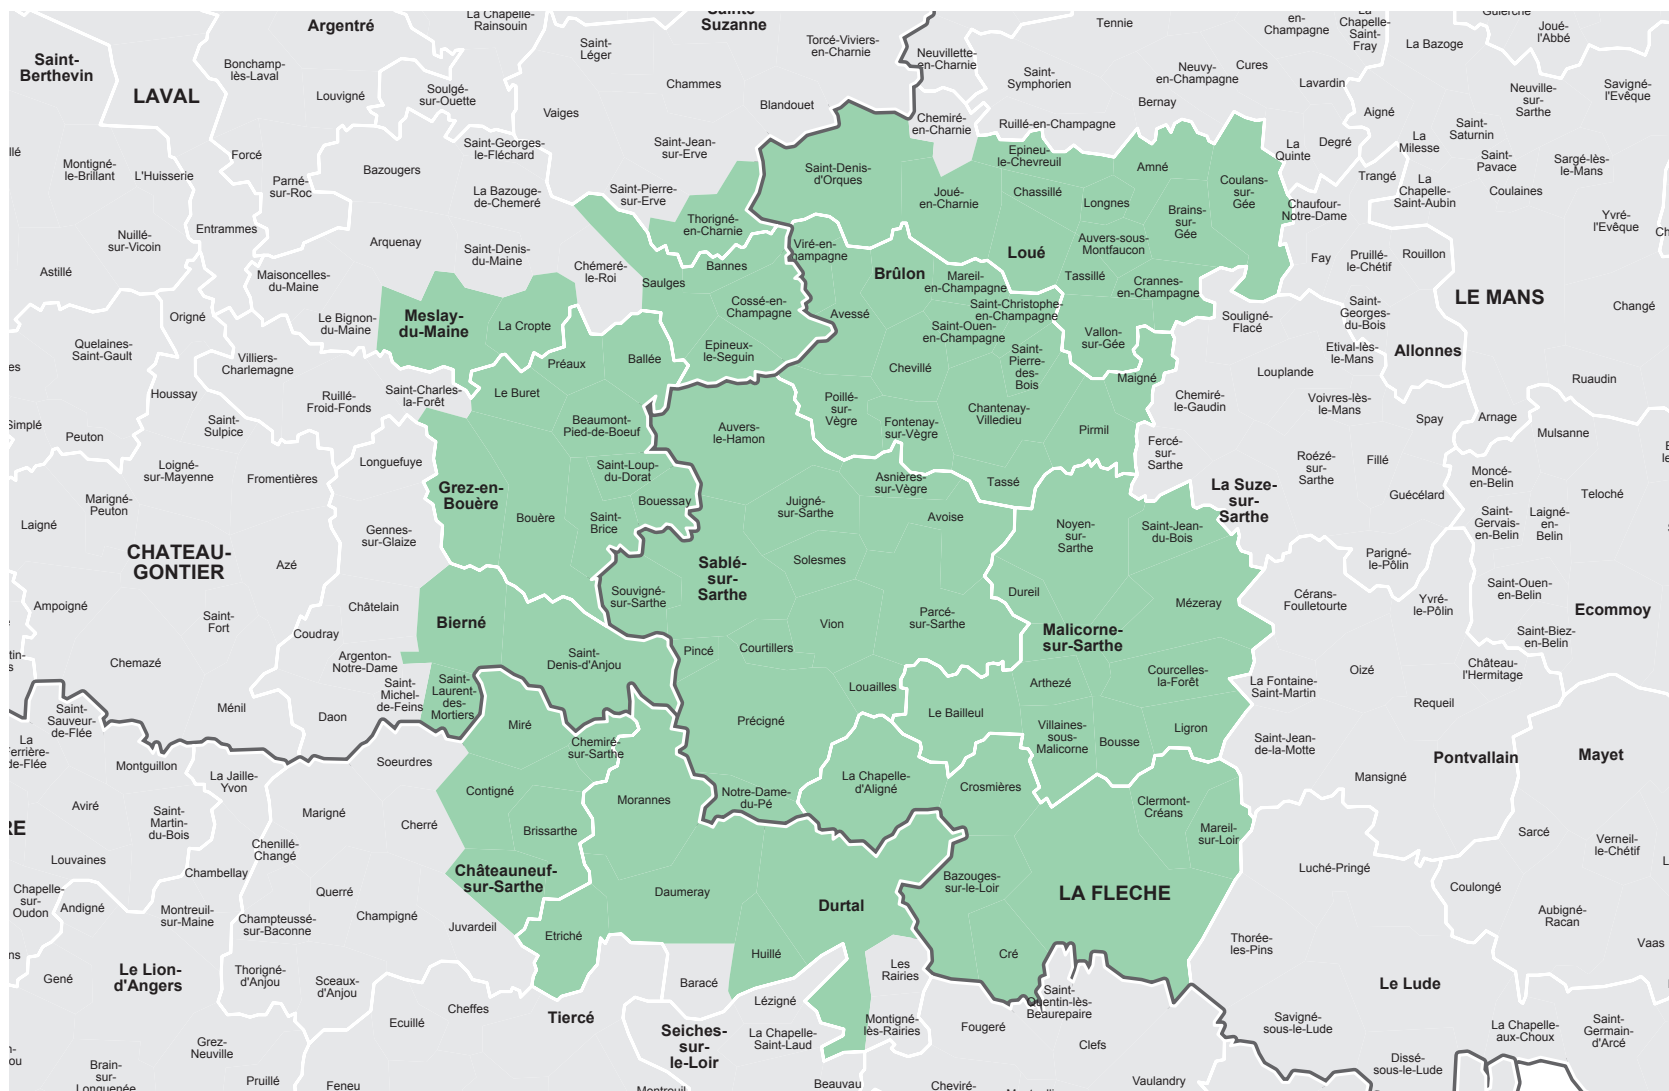 La Chapelle-
Rainsouin
Argentré
Suzanne
Saint-
Berthevin
LAVAL
Bonchamp-
lès-Laval
Louvigné
Soulgé-
sur-Ouette
Saint-
Léger
Vaiges
Chammes
Torcé-Viviers-
en-Charnie
Blandouet
Neuvillette-
en-Charnie
Tennie
en-
Champagne
Chapelle-
Saint-
Fray
La Bazoge
Joué-
l'Abbé
Saint-
Symphorien
Neuvy-
en-Champagne
Cures
Bernay
Lavardin
Aigné
Neuville-
sur-
Sarthe
Savigné-
l'Evêque
Chemiré-
en-Charnie
Ruillé-en-Champagne
La
Quinte
Degré
La
Milesse
Saint-
Saturnin
Saint-
Pavace
Sargé-lès-
le-Mans
Coulaines
Trangé
La
Chapelle-
Saint-Aubin
Yvré-
l'Evêque
Montigné-
le-Brillant
L'Huisserie
Forcé
Parné-
sur-Roc
Bazougers
Saint-Georges-
le-Fléchard
La Bazouge-
de-Chemeré
Saint-Jean-
sur-Erve
Saint-Pierre-
sur-Erve
Thorigné-
en-Charnie
Saint-Denis-
d'Orques
Joué-
en-Charnie
Epineu-
le-Chevreuil
Chassillé
Amné
Longnes
Coulans-
sur-
Gée
Brains-
sur-
Gée
Chaufour-
Notre-Dame
Nuillé-
sur-Vicoin
Entrammes
Astillé
Arquenay
Saint-Denis-
du-Maine
Maisoncelles-
du-Maine
Chémeré-
le-Roi
Saulges
Bannes
Viré-en-
Champagne
Brûlon
Loué
Auvers-sous-
Montfaucon
Tassillé
Crannes-
en-Champagne
Mareil-
en-Champagne
Fay
Pruillé-
le-Chétif
Rouillon
LE MANS
Changé
Origné
Le Bignon-
du-Maine
Meslay-
du-Maine
La Cropte
Cossé-en-
Champagne
Avessé
Saint-Christophe-
en-Champagne
Saint-Ouen-
en-Champagne
Vallon-
sur-Gée
Souligné-
Flacé
Saint-
Georges-
du-Bois
Etival-lès-
le-Mans
Allonnes
Quelaines-
Saint-Gault
Villiers-
Charlemagne
Préaux
Ballée
Epineux-
le-Seguin
Chevillé
Saint-
Pierre-
des-
Bois
Maigné
Louplande
Ruaudin
Houssay
Ruillé-
Froid-Fonds
Saint-Charles-
la-Forêt
Le Buret
Beaumont-
Pied-de-Boeuf
Auvers-
le-Hamon
Poillé-
sur-
Vègre
Fontenay-
sur-Vègre
Chantenay-
Villedieu
Pirmil
Chemiré-
le-Gaudin
Voivres-lès-
le-Mans
Spay
Arnage
Mulsanne
Peuton
Saint-
Sulpice
Loigné-
sur-Mayenne
Fromentières
Longuefuye
Grez-en-
Bouère
Saint-Loup-
du-Dorat
Bouessay
Bouère
Saint-
Brice
Juigné-
sur-Sarthe
Asnières-
sur-Vègre
Tassé
Avoise
Fercé-
sur-
Sarthe
Roézé-
sur-
Sarthe
Fillé
Guécélard
Moncé-
en-Belin
Teloché
La Suze-
sur-
Sarthe
Saint-
Gervais-
en-Belin
Laigné-
en-
Belin
Marigné-
Peuton
Laigné
CHATEAU-
GONTIER
Gennes-
sur-Glaize
Azé
Sablé-
sur-
Sarthe
Solesmes
Noyen-
sur-
Sarthe
Saint-Jean-
du-Bois
Parigné-
le-Pôlin
Ampoigné
Saint-
Fort
Châtelain
Coudray
Bierné
Souvigné-
sur-Sarthe
Vion
Parcé-
sur-Sarthe
Dureil
Mézeray
Malicorne-
sur-Sarthe
Cérans-
Foulletourte
Yvré-
le-Pôlin
Saint-Ouen-
en-Belin
Ecommoy
Saint-Biez-
en-Belin
Chemazé
Argenton-
Notre-Dame
Saint-
Michel-
de-Feins
Saint-
Laurent-
des-
Mortiers
Saint-
Denis-d'Anjou
Pincé
Courtillers
Louailles
Arthezé
Courcelles-
la-Forêt
La Fontaine-
Saint-Martin
Oizé
Château-
l'Hermitage
Requeil
Saint-
Sauveur-
de-Flée
Ménil
Daon
Miré
Chemiré-
sur-Sarthe
Précigné
Le Bailleul
Villaines-
sous-
Malicorne
Bousse
Ligron
Saint-Jean-
de-la-Motte
Mansigné
Pontvallain
Mayet
Montguillon
La Jaille-
Yvon
Soeurdres
Contigné
Morannes
Notre-Dame-
du-Pé
La Chapelle-
d'Aligné
Crosmières
Clermont-
Créans
Mareil-
sur-Loir
Aviré
Saint-
Martin-
du-Bois
Marigné
Cherré
Brissarthe
Sarcé
Verneil-
le-Chétif
Louvaines
Chenillé-
Changé
Chambellay
Châteauneuf-
sur-Sarthe
Daumeray
Durtal
Bazouges-
sur-le-Loir
LA FLECHE
Luché-Pringé
Coulongé
Aubigné-
Racan
Chapelle-
sur-
Oudon
Andigné
Montreuil-
sur-Maine
Querré
Champteussé-
sur-Baconne
Champigné
Juvardeil
Etriché
Huillé
Cré
Thorée-
les-Pins
Vaas
Gené
Le Lion-
d'Angers
Thorigné-
d'Anjou
Sceaux-
d'Anjou
Cheffes
Ecuillé
Tiercé
Baracé
Lézigné
Les
Rairies
Montigné-
lès-Rairies
Fougeré
Saint-
Quentin-lès-
Beaurepaire
Clefs
Le Lude
Savigné-
sous-le-Lude
La Chapelle-
aux-Choux
Saint-
Germain-
d'Arcé
Brain-
sur-
Longuenée
Grez-
Neuville
Pruillé
Feneu
Seiches-
sur-
le-Loir
La Chapelle-
Saint-Laud
Beauvau
Cheviré-
Vaulandry
Dissé-
sous-le-Lude